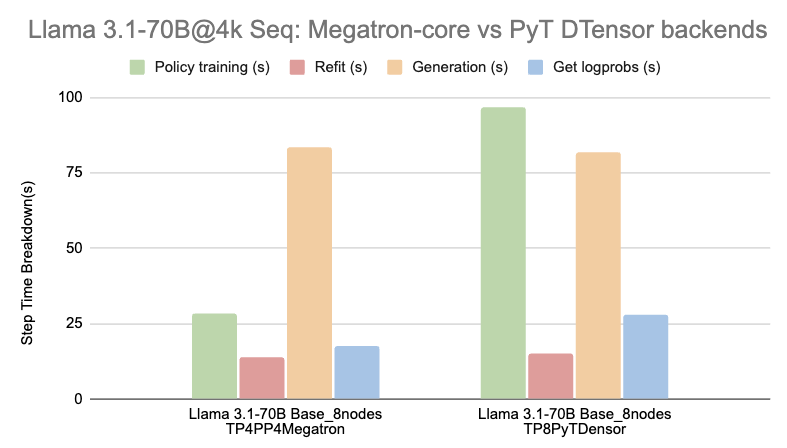 Llama 3.1-70B@4k Seq: Megatron-core vs PyT DTensor backends
Policy training (s) Refit (s) Generation (s) Get logprobs (s)
Step Time Breakdown(s)
100
75
50
25
0
Llama 3.1-70B Base_8nodes
TP4PP4Megatron
Llama 3.1-70B Base_8nodes
TP8PyTDensor